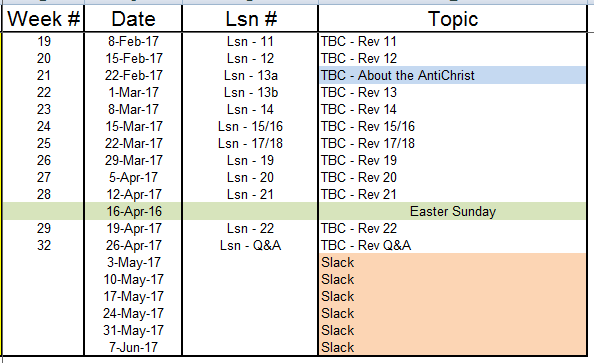 Week # Date Lsn # Topic
19 8-Feb-17 Lsn - 11 TBC - Rev 11
20 15-Feb-17 Lsn - 12 TBC - Rev 12
21 22-Feb-17 Lsn - 13a TBC - About the AntiChrist
22 1-Mar-17 Lsn - 13b TBC - Rev 13
23 8-Mar-17 Lsn - 14 TBC - Rev 14
24 15-Mar-17 Lsn - 15/16 TBC - Rev 15/16
25 22-Mar-17 Lsn - 17/18 TBC - Rev 17/18
26 29-Mar-17 Lsn - 19 TBC - Rev 19
27 5-Apr-17 Lsn - 20 TBC - Rev 20
28 12-Apr-17 Lsn - 21 TBC - Rev 21
16-Apr-16 Easter Sunday
29 19-Apr-17 Lsn - 22 TBC - Rev 22
32 26-Apr-17 Lsn - Q&A TBC - Rev Q&A
3-May-17 Slack
10-May-17 Slack
17-May-17 Slack
24-May-17 Slack
31-May-17 Slack
7-Jun-17 Slack